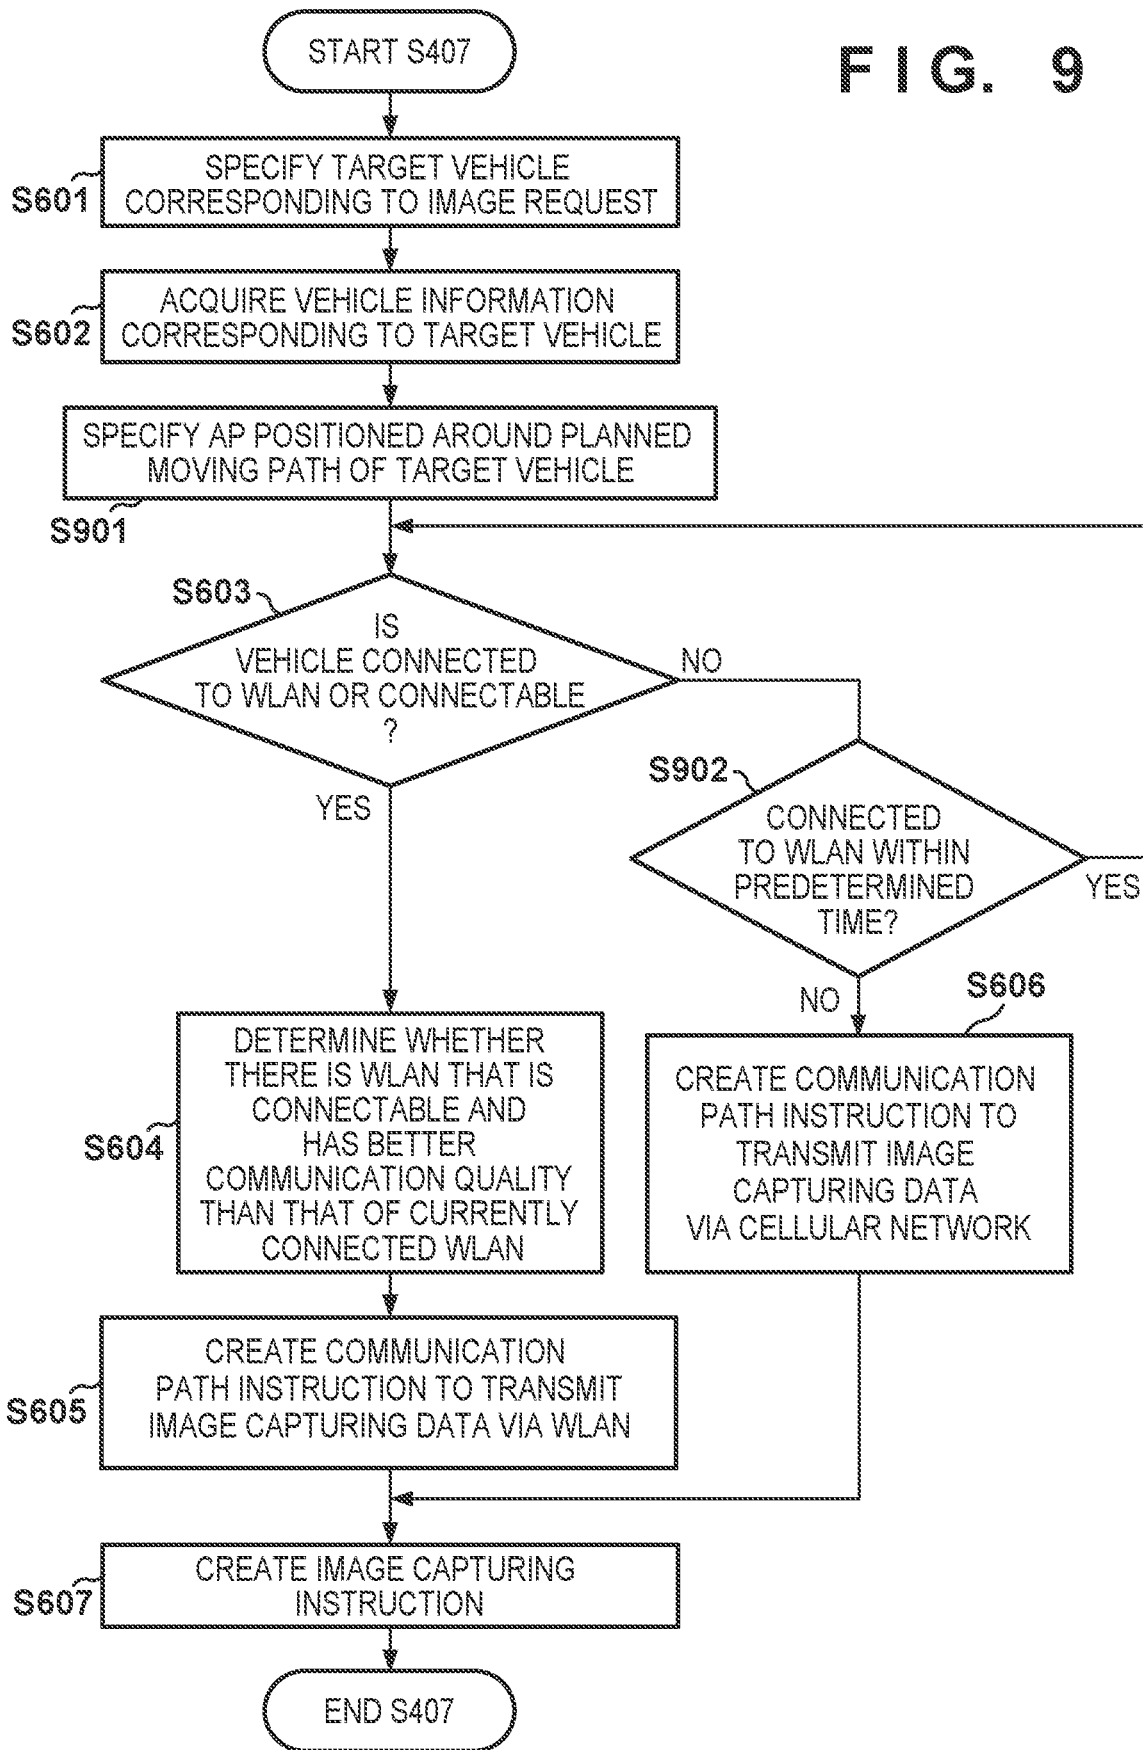 START S407
FIG. 9
SPECIFY TARGET VEHICLE
CORRESPONDING TO IMAGE REQUEST
S601
ACQUIRE VEHICLE INFORMATION
CORRESPONDING TO TARGET VEHICLE
S602
SPECIFY AP POSITIONED AROUND PLANNED
MOVING PATH OF TARGET VEHICLE
S901
S603
IS
VEHICLE CONNECTED
TO WLAN OR CONNECTABLE
?
NO
YES
S902
CONNECTED
TO WLAN WITHIN
PREDETERMINED
TIME?
YES
NO
S606
CREATE COMMUNICATION
PATH INSTRUCTION TO
TRANSMIT IMAGE
CAPTURING DATA
VIA CELLULAR NETWORK
DETERMINE WHETHER
THERE IS WLAN THAT IS
CONNECTABLE AND
HAS BETTER
COMMUNICATION QUALITY
THAN THAT OF CURRENTLY
CONNECTED WLAN
S604
CREATE COMMUNICATION
PATH INSTRUCTION TO TRANSMIT
IMAGE CAPTURING DATA VIA WLAN
S605
CREATE IMAGE CAPTURING
INSTRUCTION
S607
END S407